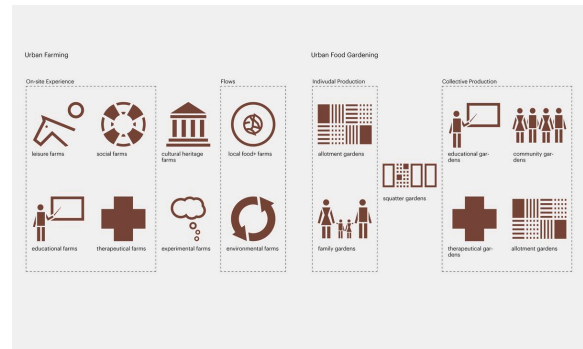 Urban Farming
Urban Food Gardening
On-site Experience
Flows
Indivudal Production
Collective Production
leisure farms
social farms
cultural heritage
farms
local food+ farms
allotment gardens
squatter gardens
educational gar-
dens
community gar-
dens
educational farms
therapeutical farms
experimental farms
environmental farms
family gardens
therapeutical gar-
dens
allotment gardens